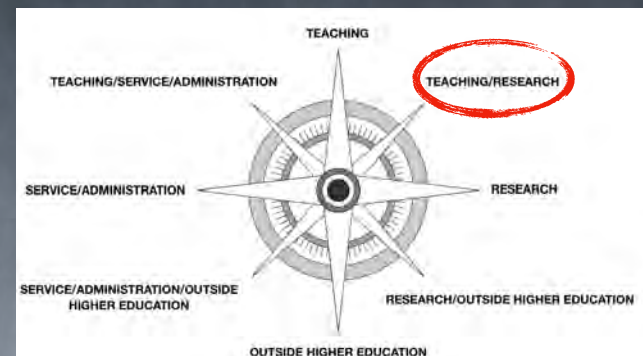 TEACHING
TEACHING/SERVICE/ADMINISTRATION
TEACHING/RESEARCH
SERVICE/ADMINISTRATION
RESEARCH
SERVICE/ADMINISTRATION/OUTSIDE
HIGHER EDUCATION
RESEARCH/OUTSIDE HIGHER EDUCATION
OUTSIDE HIGHER EDUCATION